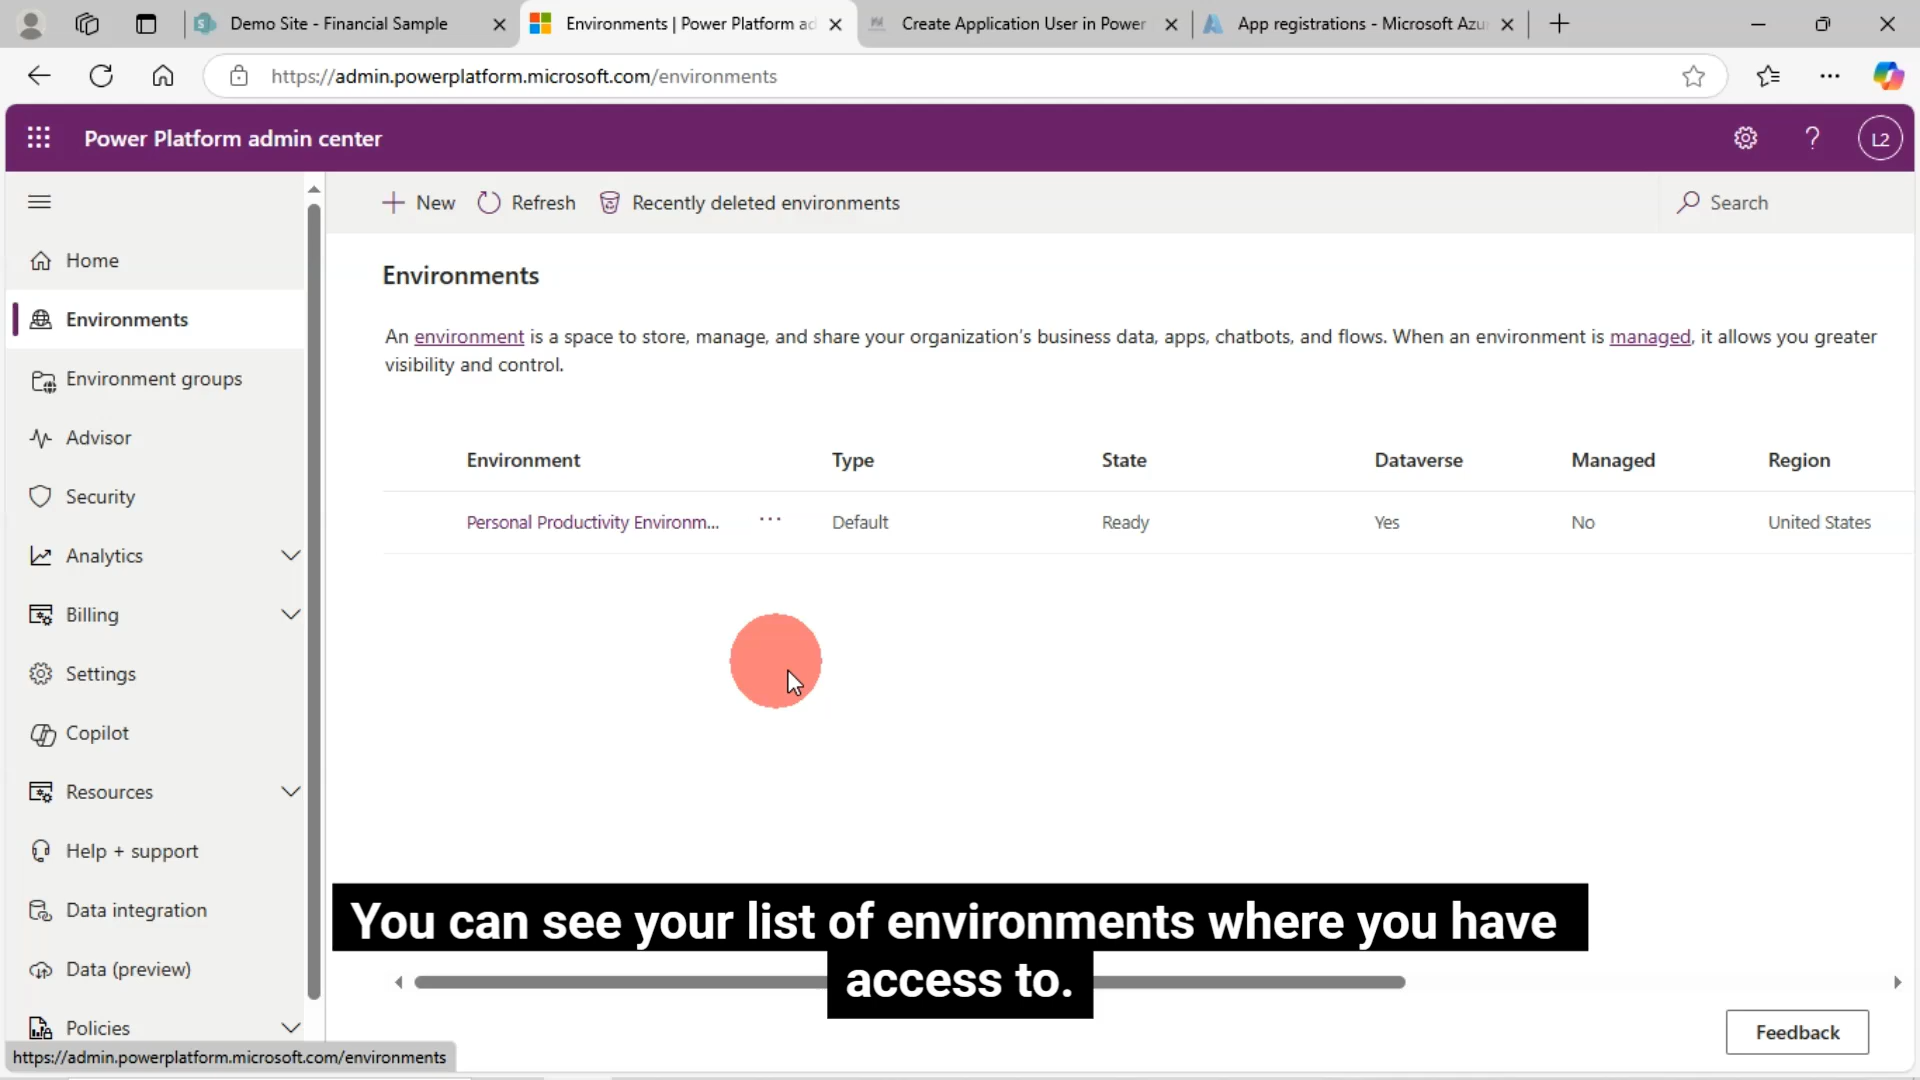 Demo Site - Financial Sample
Environments | Power Platform ad
Create Application User in Power
App registrations - Microsoft Azu
https://admin.powerplatform.microsoft.com/environments
Power Platform admin center
L2
New
Refresh
Recently deleted environments
Search
Home
Environments
Environment groups
Advisor
Security
Analytics
Billing
Settings
Copilot
Resources
Help + support
Data integration
Data (preview)
Policies
https://admin.powerplatform.microsoft.com/environments
Environments
An environment is a space to store, manage, and share your organization's business data, apps, chatbots, and flows. When an environment is managed, it allows you greater
visibility and control.
Environment Type State Dataverse Managed Region
Personal Productivity Environm... Default Ready Yes No United States
You can see your list of environments where you have
access to.
Feedback